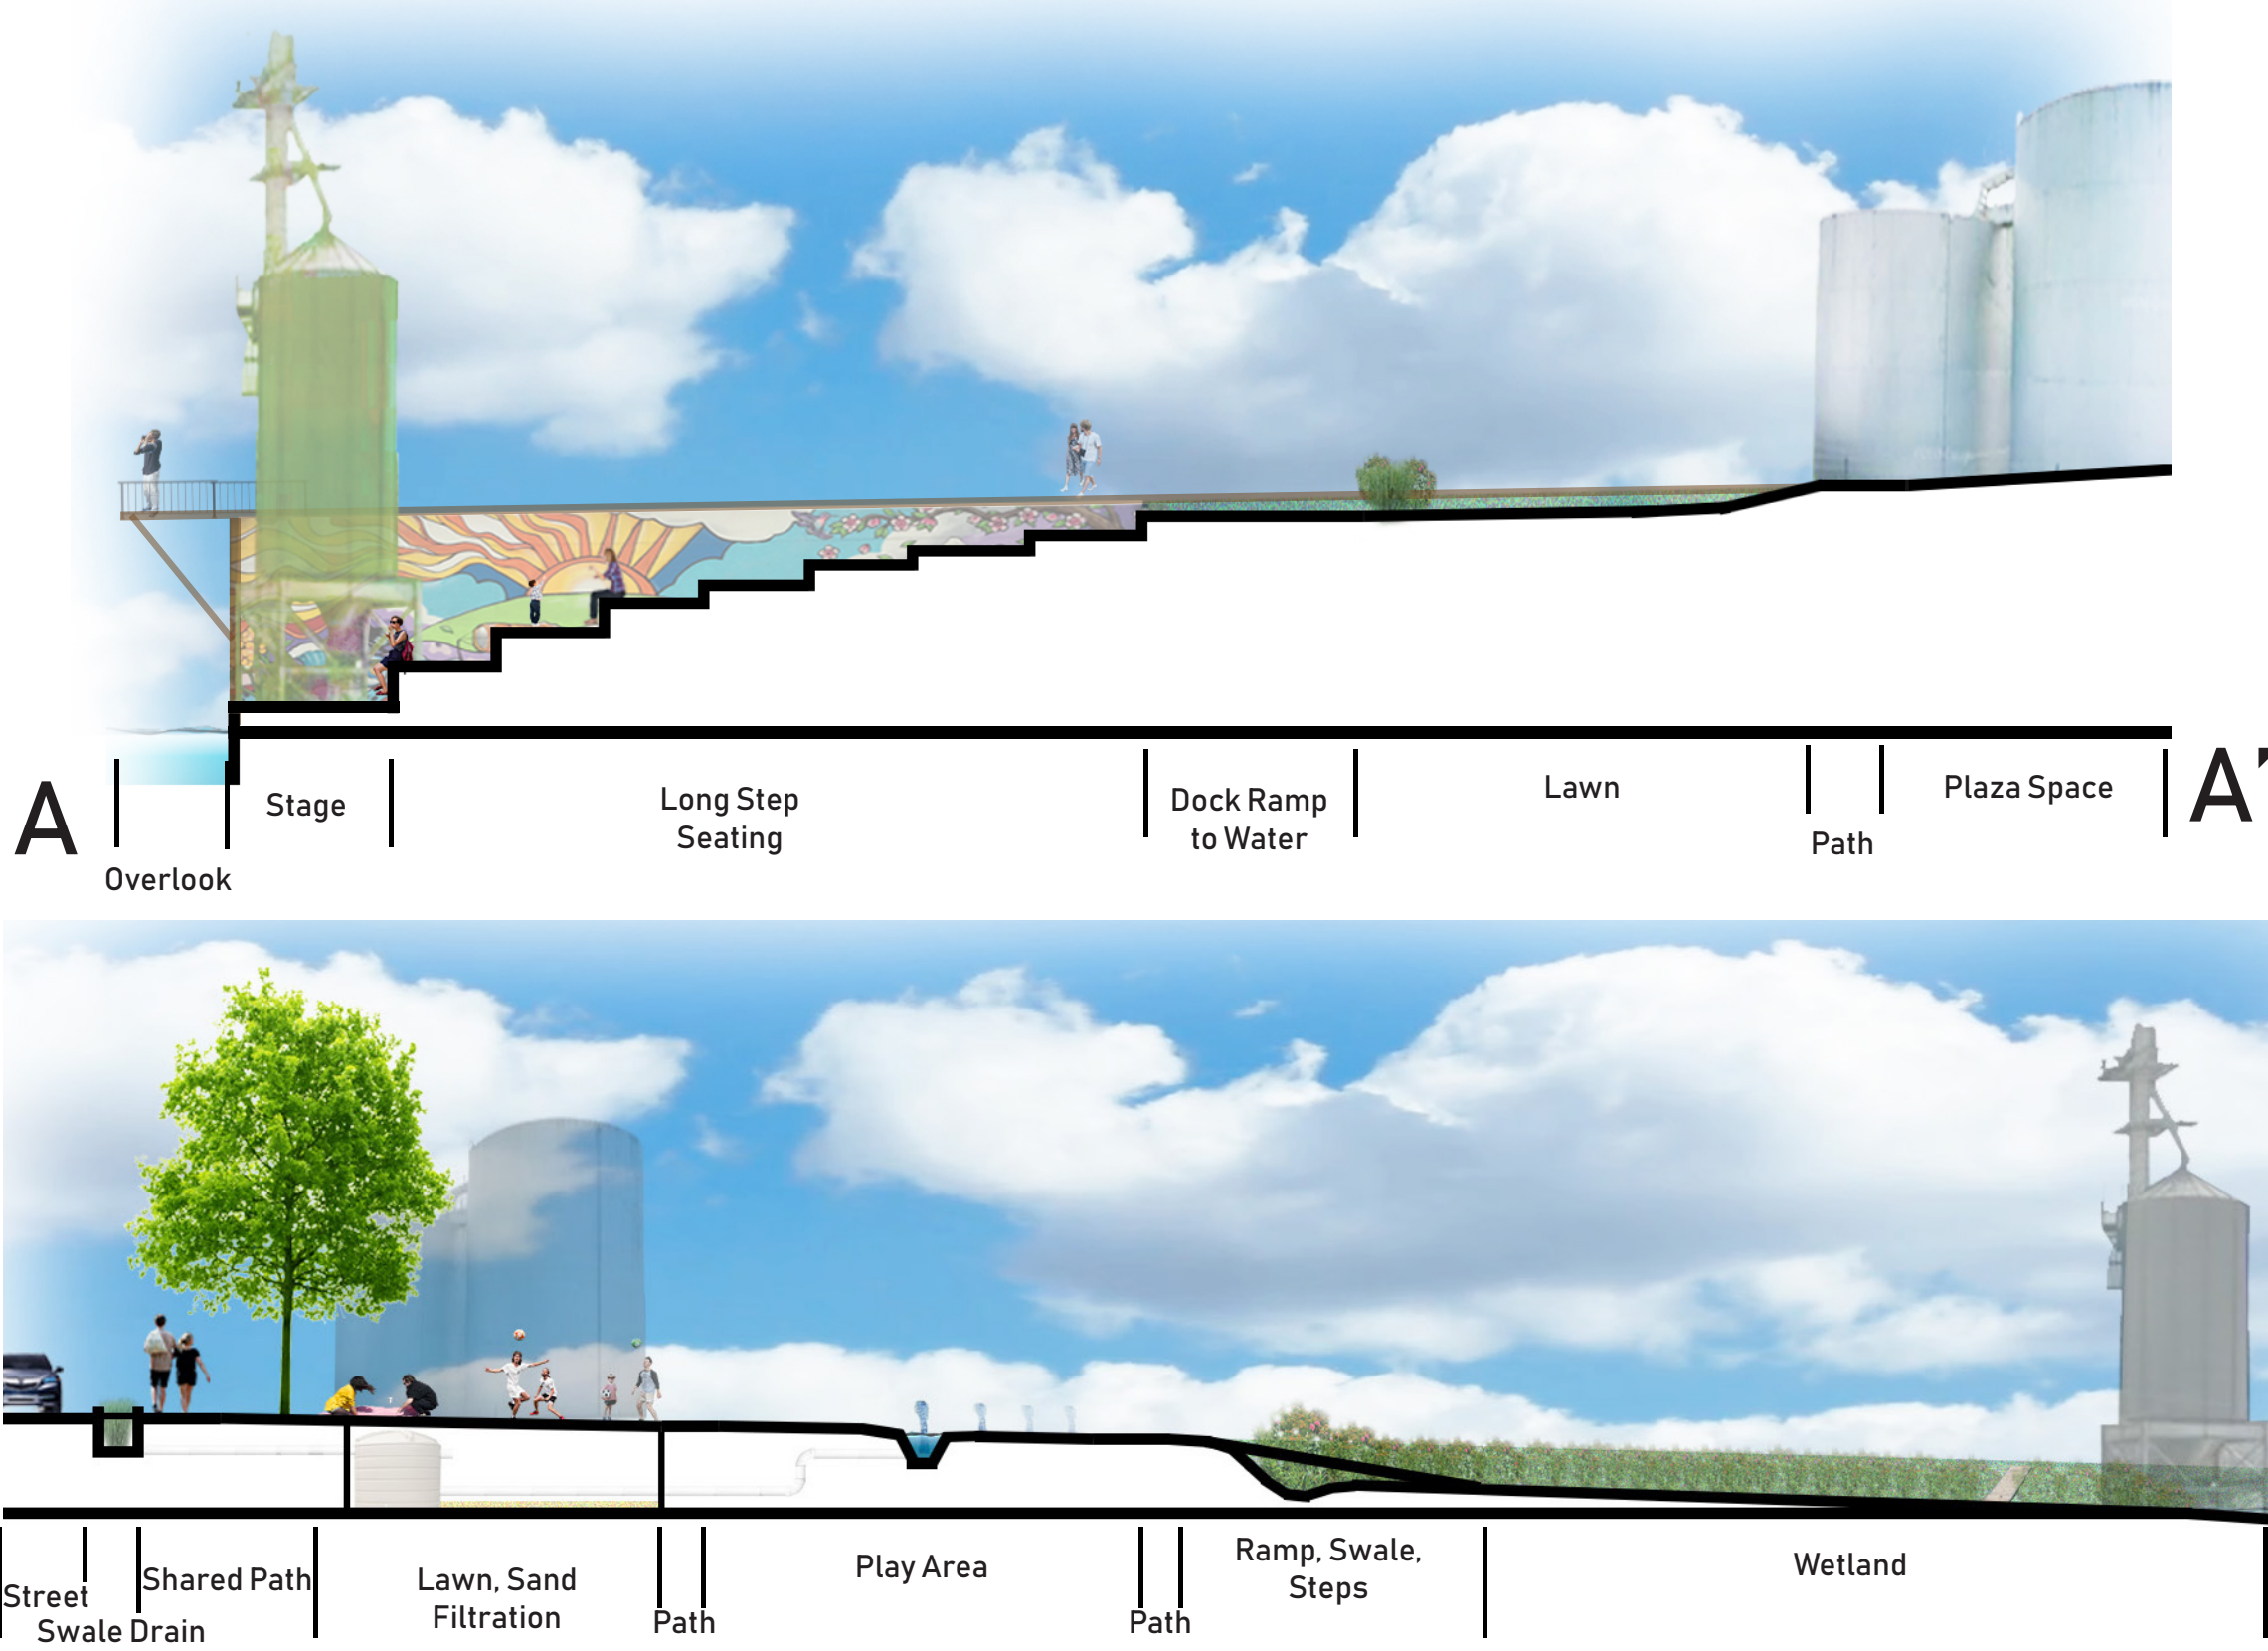 A
Overlook
Stage
Long Step
Seating
Dock Ramp
to Water
Lawn
Path
Plaza Space
A'
Street
Swale Drain
Shared Path
Lawn, Sand
Filtration
Path
Play Area
Path
Ramp, Swale,
Steps
Wetland